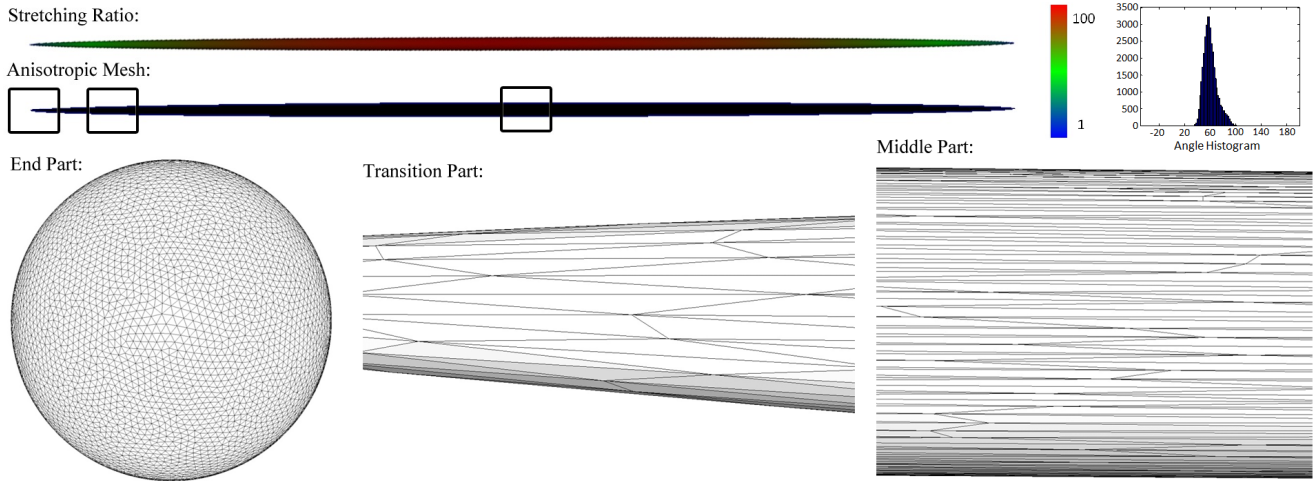 Stretching Ratio:
100
1
3500
3000
2500
2000
1500
1000
500
0
-20 20 60 100 140 180
Angle Histogram
Anisotropic Mesh:
End Part:
Transition Part:
Middle Part: